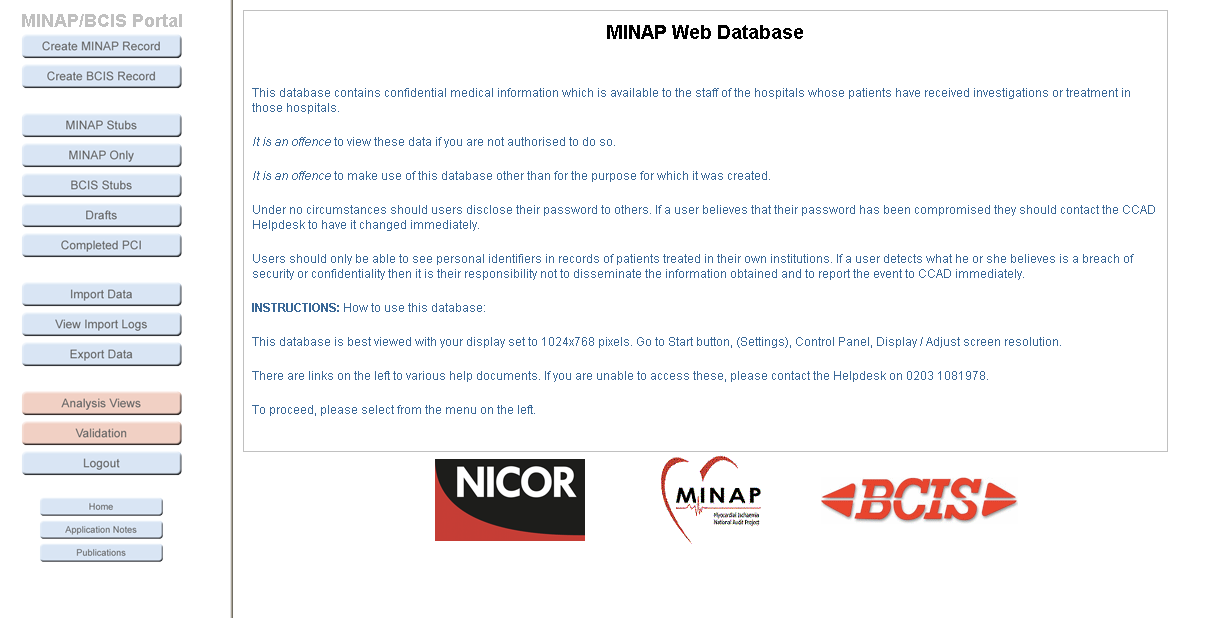 MINAP/BCIS Portal
Create MINAP Record
Create BCIS Record
MINAP Stubs
MINAP Only
BCIS Stubs
Drafts
Completed PCI
Import Data
View Import Logs
Export Data
Analysis Views
Validation
Logout
Home
Application Notes
Publications
MINAP Web Database
This database contains confidential medical information which is available to the staff of the hospitals whose patients have received investigations or treatment in
those hospitals.
It is an offence to view these data if you are not authorised to do so.
It is an offence to make use of this database other than for the purpose for which it was created.
Under no circumstances should users disclose their password to others. If a user believes that their password has been compromised they should contact the CCAD
Helpdesk to have it changed immediately.
Users should only be able to see personal identifiers in records of patients treated in their own institutions. If a user detects what he or she believes is a breach of
security or confidentiality then it is their responsibility not to disseminate the information obtained and to report the event to CCAD immediately.
INSTRUCTIONS: How to use this database:
This database is best viewed with your display set to 1024x768 pixels. Go to Start button, (Settings), Control Panel, Display / Adjust screen resolution.
There are links on the left to various help documents. If you are unable to access these, please contact the Helpdesk on 0203 1081978.
To proceed, please select from the menu on the left.
NICOR
MINAP
Myocardial Ischaemia
National Audit Project
BCIS